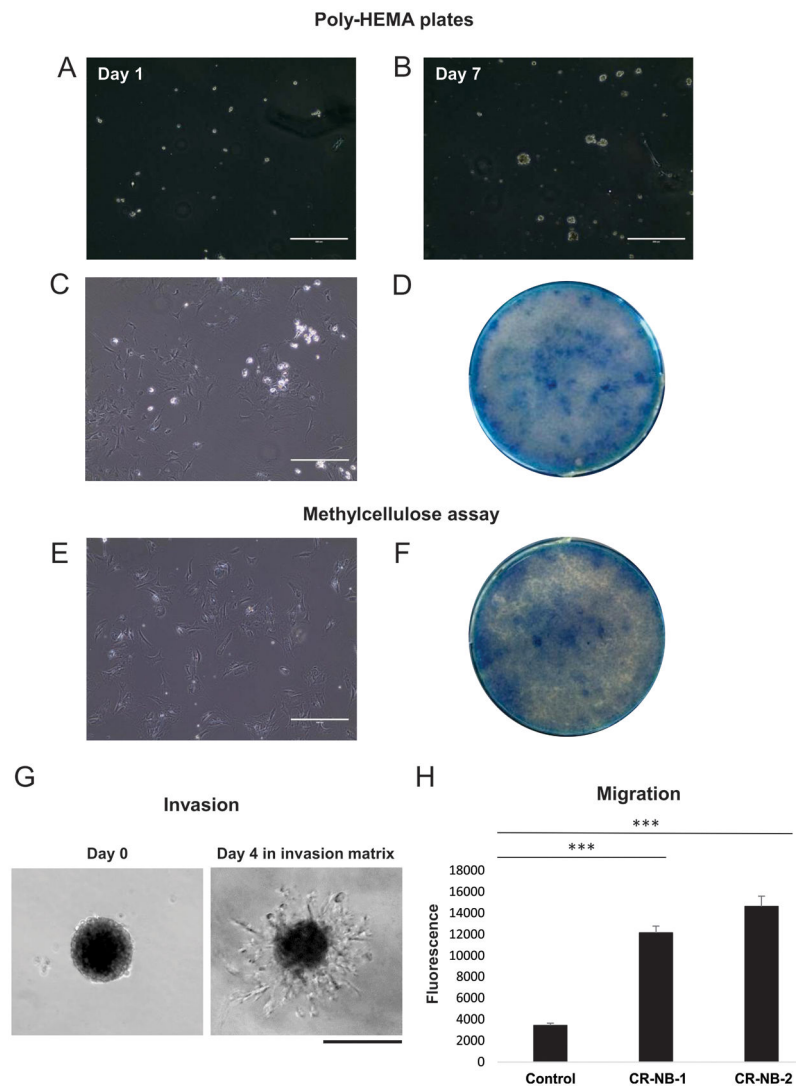 Poly-HEMA plates
A
Day 1
B
Day 7
C
D
Methylcellulose assay
E
F
G
Invasion
Day 0
Day 4 in invasion matrix
H
Migration
***
***
Fluorescence
18000
16000
14000
12000
10000
8000
6000
4000
2000
0
Control
CR-NB-1
CR-NB-2